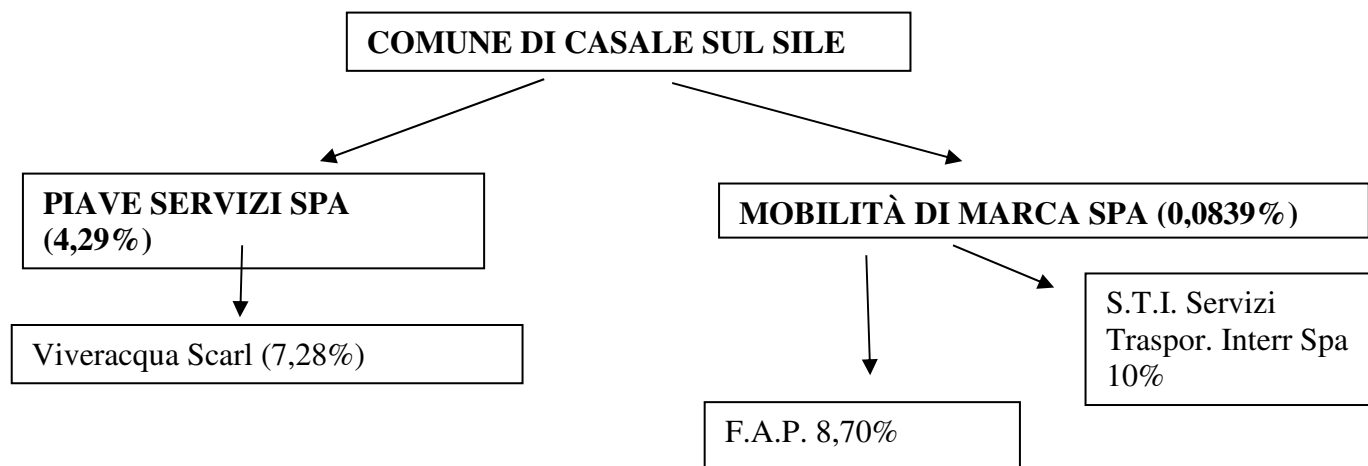 COMUNE DI CASALE SUL SILE
PIAVE SERVIZI SPA
(4,29%)
MOBILITÀ DI MARCA SPA (0,0839%)
Viveracqua Scarl (7,28%)
S.T.I. Servizi
Traspor. Interr Spa
10%
F.A.P. 8,70%